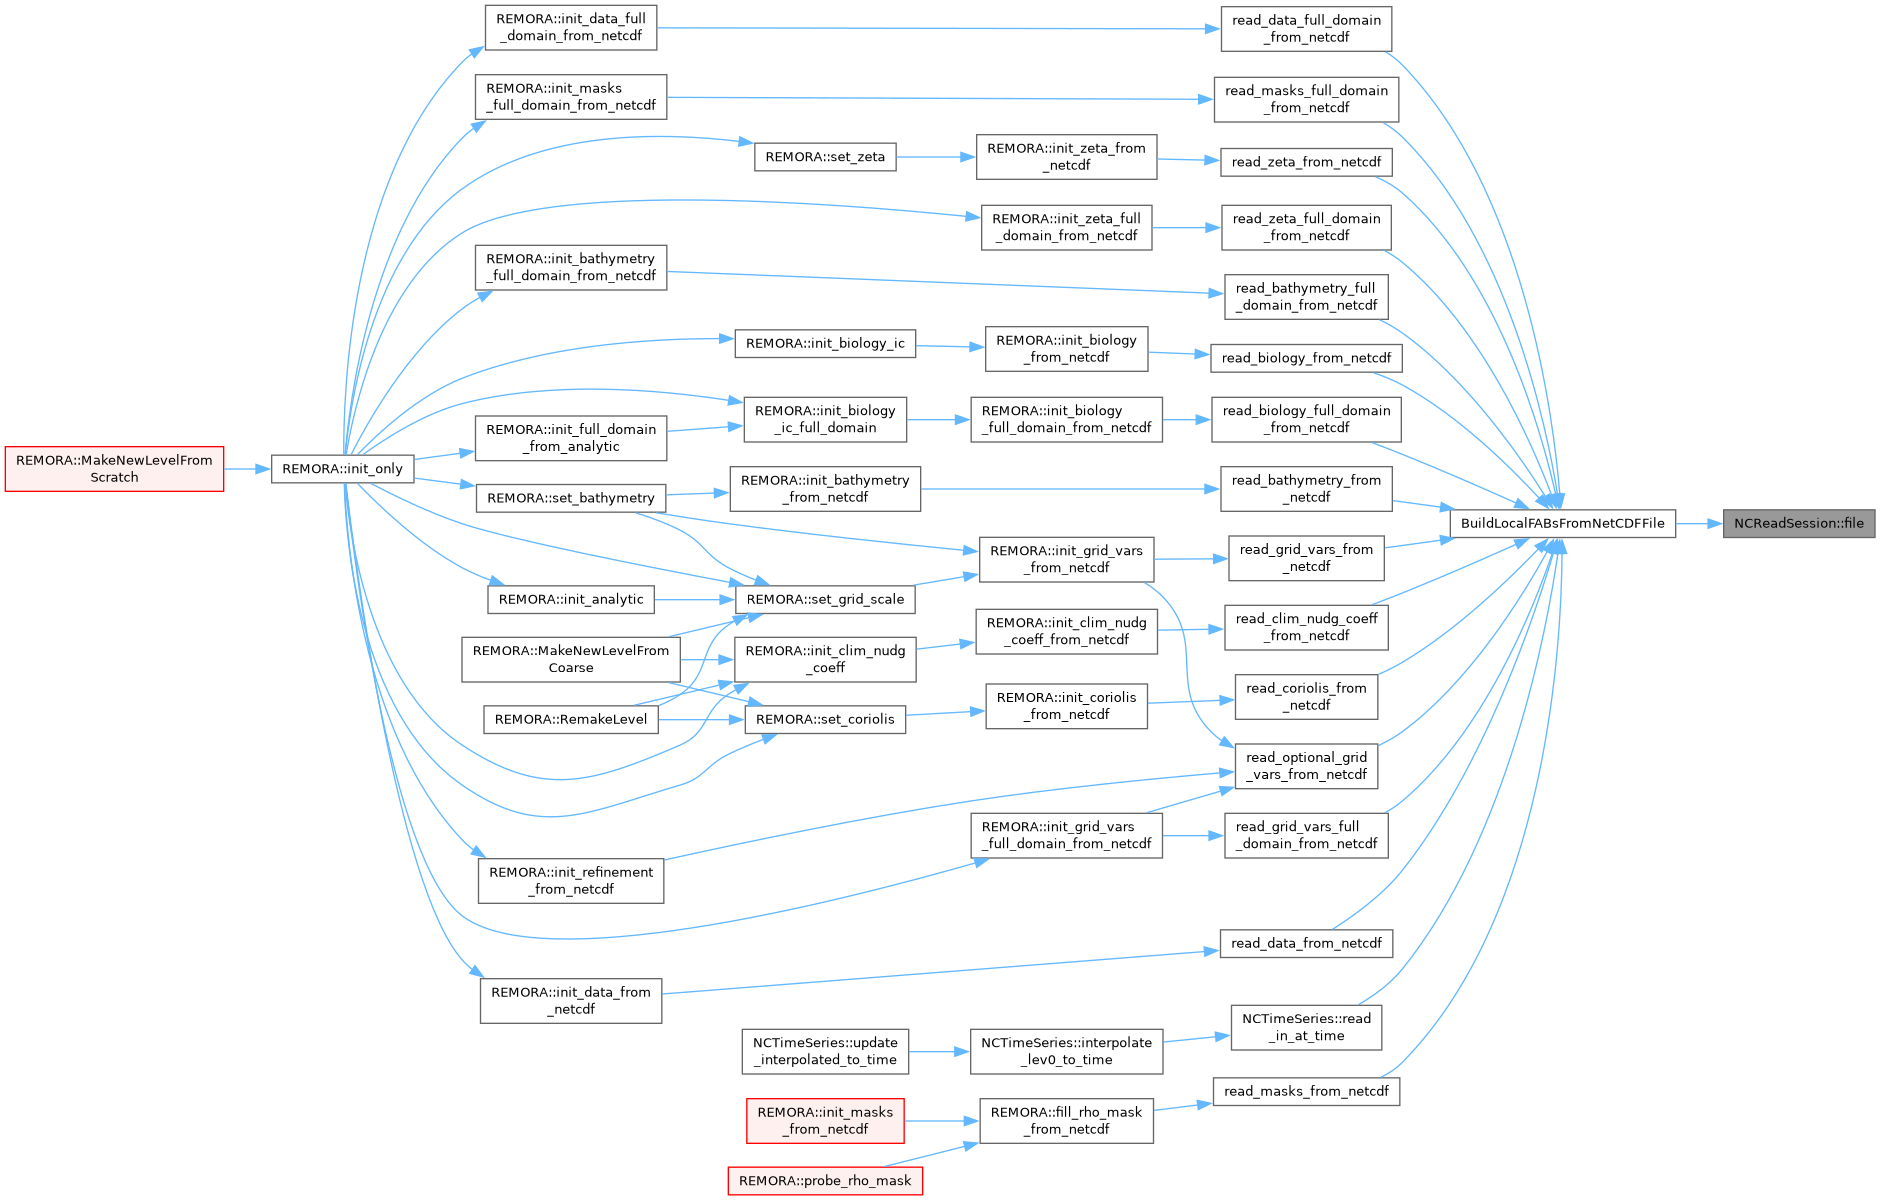 REMORA::MakeNewLevelFrom
Scratch
REMORA::init_only
REMORA::init_data_full
_domain_from_netcdf
REMORA::init_masks
_full_domain_from_netcdf
REMORA::init_bathymetry
_full_domain_from_netcdf
REMORA::init_full_domain
_from_analytic
REMORA::set_bathymetry
REMORA::init_analytic
REMORA::MakeNewLevelFrom
Coarse
REMORA::RemakeLevel
REMORA::init_refinement
_from_netcdf
REMORA::init_data_from
_netcdf
REMORA::set_zeta
REMORA::init_biology_ic
REMORA::init_biology
_ic_full_domain
REMORA::init_bathymetry
_from_netcdf
REMORA::set_grid_scale
REMORA::init_clim_nudg
_coeff
REMORA::set_coriolis
NCTimeSeries::update
_interpolated_to_time
REMORA::init_masks
_from_netcdf
REMORA::probe_rho_mask
REMORA::init_zeta_from
_netcdf
REMORA::init_zeta_full
_domain_from_netcdf
REMORA::init_biology
_from_netcdf
REMORA::init_biology
_full_domain_from_netcdf
REMORA::init_grid_vars
_from_netcdf
REMORA::init_clim_nudg
_coeff_from_netcdf
REMORA::init_coriolis
_from_netcdf
REMORA::init_grid_vars
_full_domain_from_netcdf
NCTimeSeries::interpolate
_lev0_to_time
REMORA::fill_rho_mask
_from_netcdf
read_data_full_domain
_from_netcdf
read_masks_full_domain
_from_netcdf
read_zeta_from_netcdf
read_zeta_full_domain
_from_netcdf
read_bathymetry_full
_domain_from_netcdf
read_biology_from_netcdf
read_biology_full_domain
_from_netcdf
read_bathymetry_from
_netcdf
read_grid_vars_from
_netcdf
read_clim_nudg_coeff
_from_netcdf
read_coriolis_from
_netcdf
read_optional_grid
_vars_from_netcdf
read_grid_vars_full
_domain_from_netcdf
read_data_from_netcdf
NCTimeSeries::read
_in_at_time
read_masks_from_netcdf
BuildLocalFABsFromNetCDFFile
NCReadSession::file